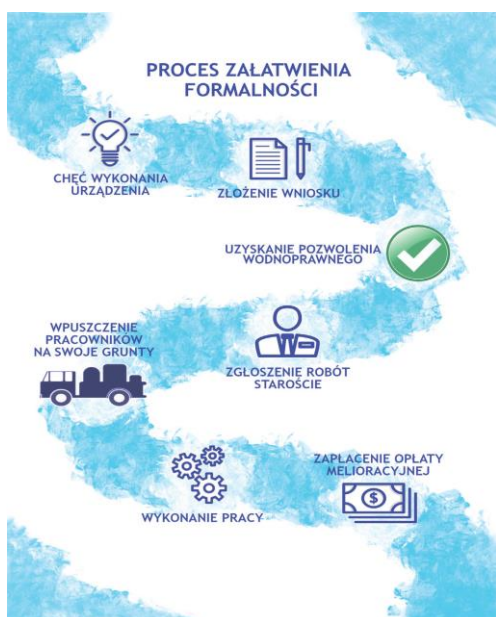 PROCES ZAŁATWIENIA
FORMALNOŚCI
CHĘĆ WYKONANIA
URZĄDZENIA
ZŁOŻENIE WNIOSKU
UZYSKANIE POZWOLENIA
WODNOPRAWNEGO
ZGŁOSZENIE ROBÓT
STAROŚCIE
WPUSZCZENIE
PRACOWNIKÓW
NA SWOJE GRUNTY
WYKONANIE PRACY
ZAPŁACENIE OPŁATY
MELIORACYJNEJ
$